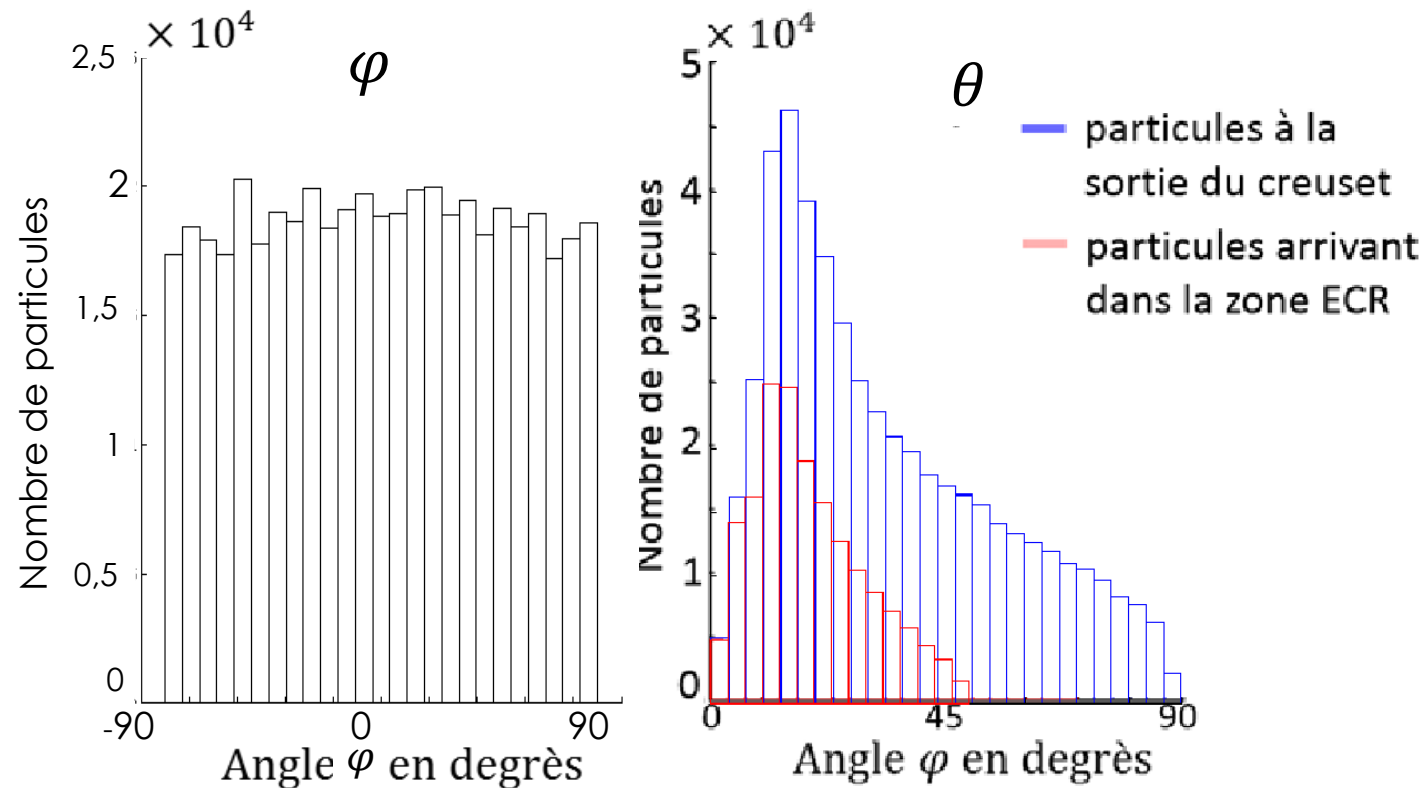 × 10⁴
φ
2,5
2
1,5
1
0,5
0
-90
0
90
Nombre de particules
Angle φ en degrès
× 10⁴
θ
5
4
3
2
1
0
0
45
90
Nombre de particules
Angle φ en degrès
particules à la
sortie du creuset
particules arrivant
dans la zone ECR